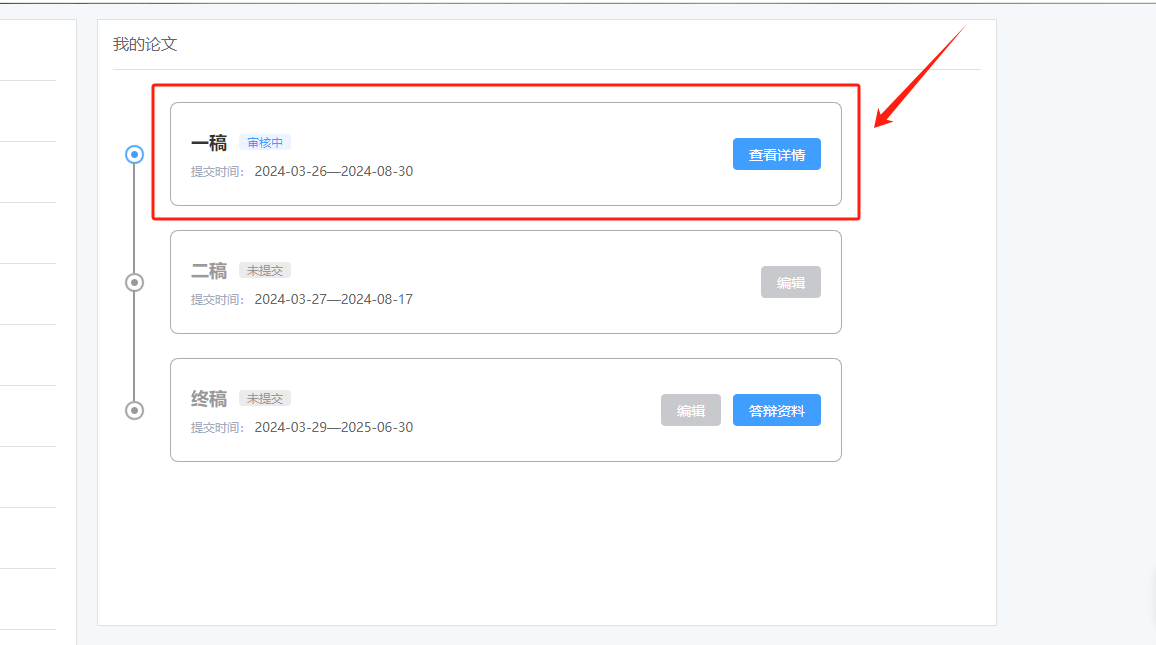 我的论文
一稿 审核中
提交时间： 2024-03-26—2024-08-30
查看详情
二稿 未提交
提交时间： 2024-03-27—2024-08-17
编辑
终稿 未提交
提交时间： 2024-03-29—2025-06-30
编辑 答辩资料